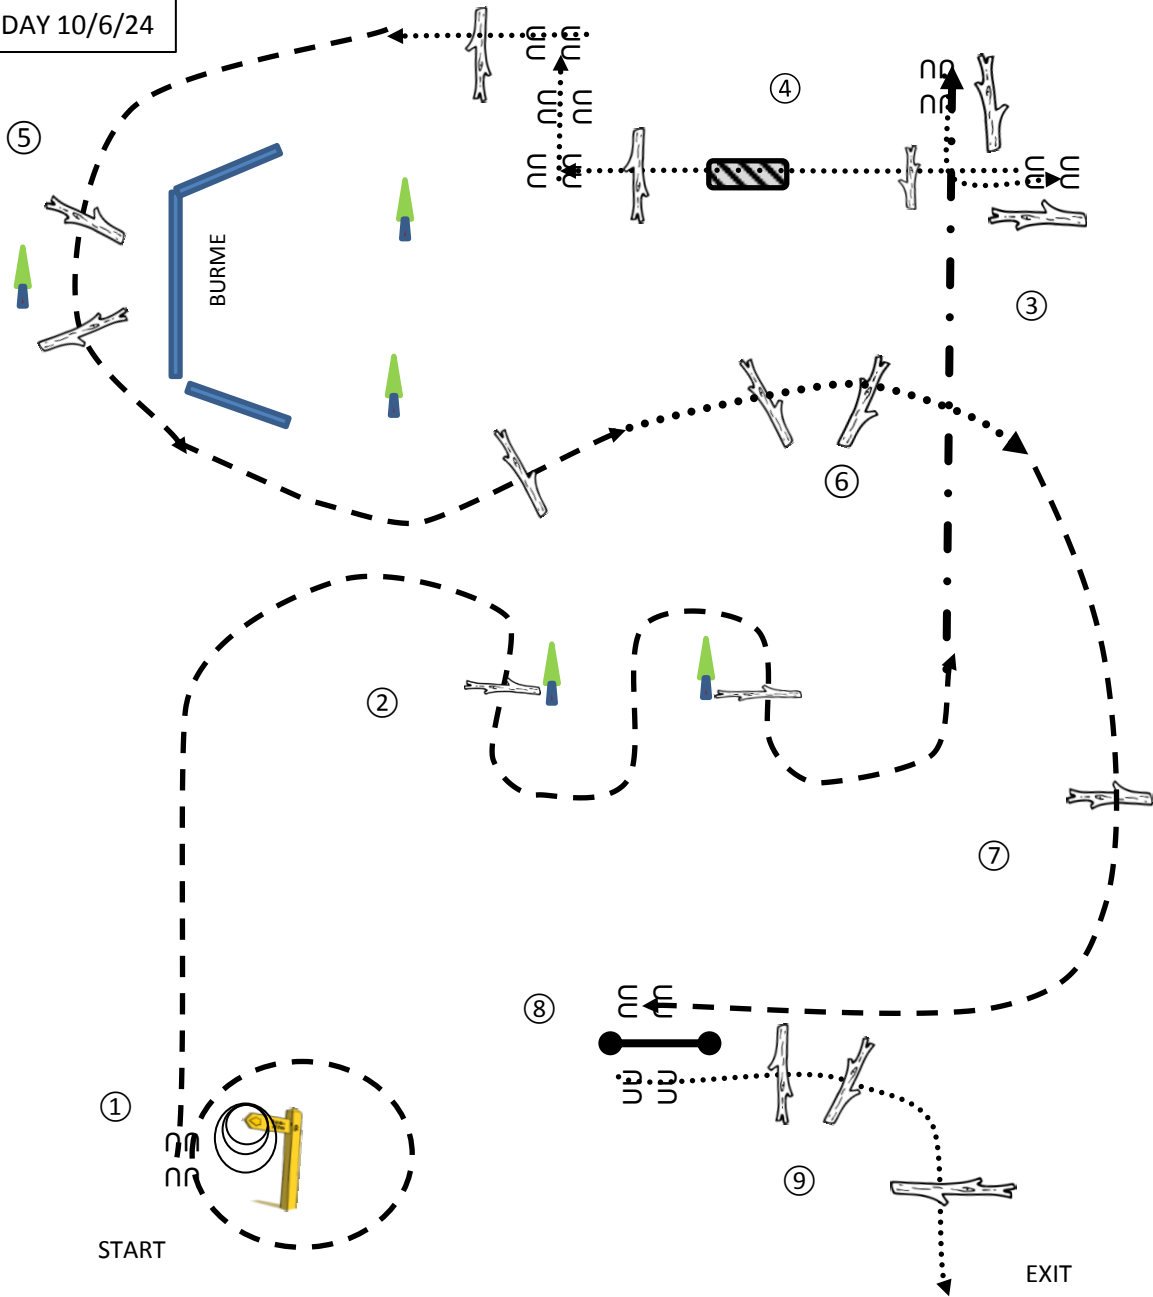 DAY 10/6/24
④
⑤
BURME
③
⑥
②
⑦
⑧
①
⑨
START
EXIT